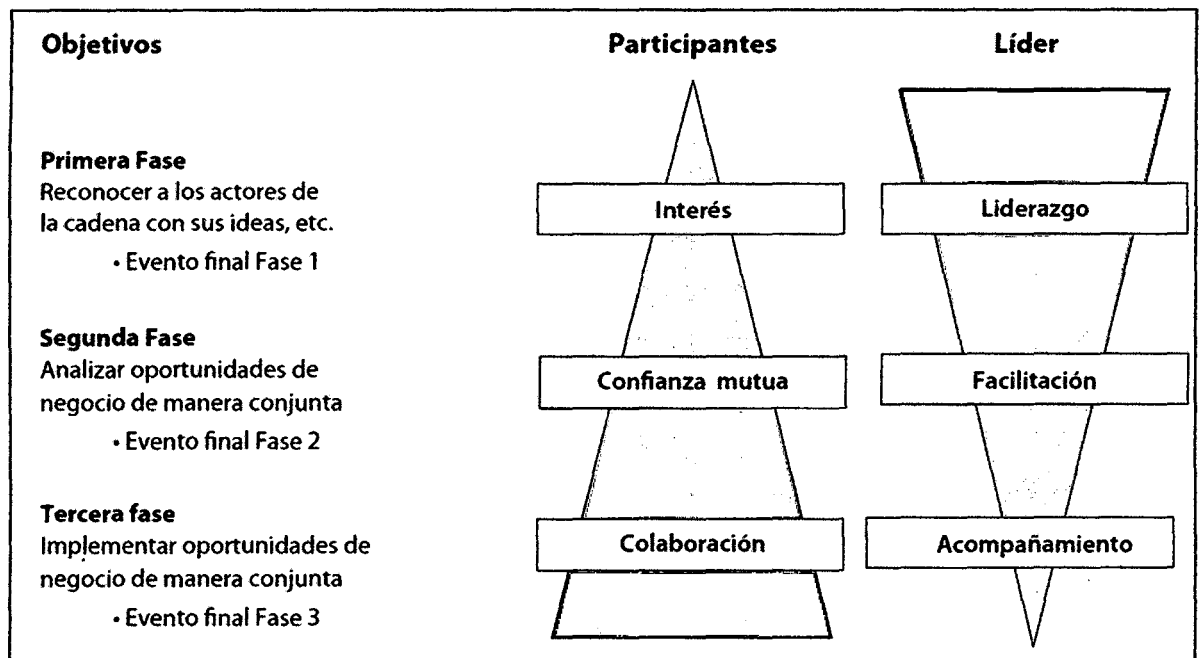 Objetivos
Participantes
Líder
Primera Fase
Reconocer a los actores de
la cadena con sus ideas, etc.
• Evento final Fase 1
Interés
Liderazgo
Segunda Fase
Analizar oportunidades de
negocio de manera conjunta
• Evento final Fase 2
Confianza mutua
Facilitación
Tercera fase
Implementar oportunidades de
negocio de manera conjunta
• Evento final Fase 3
Colaboración
Acompañamiento